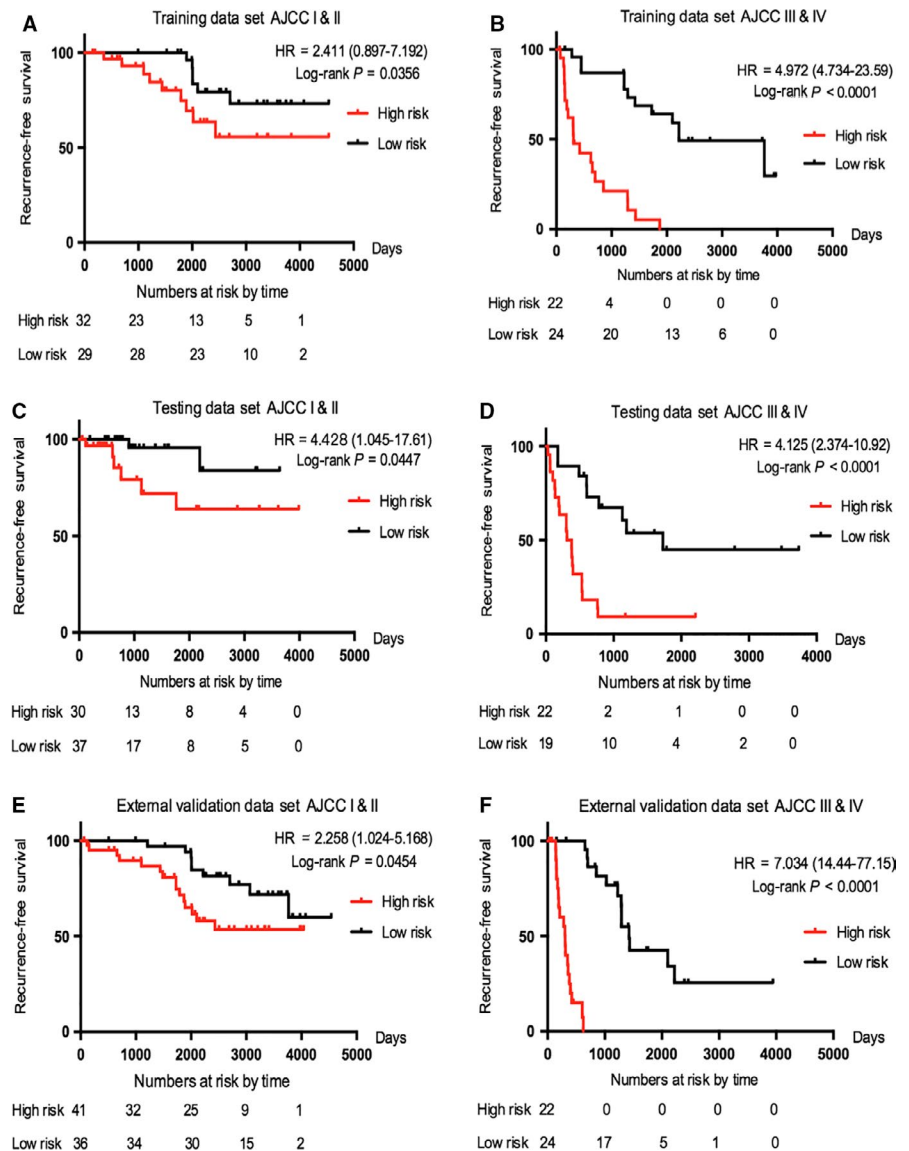 A
Training data set AJCC I & II
HR = 2.411 (0.897-7.192)
Log-rank P = 0.0356
High risk
Low risk
Recurrence-free survival
100
50
0
0 1000 2000 3000 4000 5000
Days
Numbers at risk by time
High risk 32 23 13 5 1
Low risk 29 28 23 10 2
B
Training data set AJCC III & IV
HR = 4.972 (4.734-23.59)
Log-rank P < 0.0001
High risk
Low risk
Recurrence-free survival
100
50
0
0 1000 2000 3000 4000 5000
Days
Numbers at risk by time
High risk 22 4 0 0 0
Low risk 24 20 13 6 0
C
Testing data set AJCC I & II
HR = 4.428 (1.045-17.61)
Log-rank P = 0.0447
High risk
Low risk
Recurrence-free survival
100
50
0
0 1000 2000 3000 4000 5000
Days
Numbers at risk by time
High risk 30 13 8 4 0
Low risk 37 17 8 5 0
D
Testing data set AJCC III & IV
HR = 4.125 (2.374-10.92)
Log-rank P < 0.0001
High risk
Low risk
Recurrence-free survival
100
50
0
0 1000 2000 3000 4000
Days
Numbers at risk by time
High risk 22 2 1 0 0
Low risk 19 10 4 2 0
E
External validation data set AJCC I & II
HR = 2.258 (1.024-5.168)
Log-rank P = 0.0454
High risk
Low risk
Recurrence-free survival
100
50
0
0 1000 2000 3000 4000 5000
Days
Numbers at risk by time
High risk 41 32 25 9 1
Low risk 36 34 30 15 2
F
External validation data set AJCC III & IV
HR = 7.034 (14.44-77.15)
Log-rank P < 0.0001
High risk
Low risk
Recurrence-free survival
100
50
0
0 1000 2000 3000 4000 5000
Days
Numbers at risk by time
High risk 22 0 0 0 0
Low risk 24 17 5 1 0